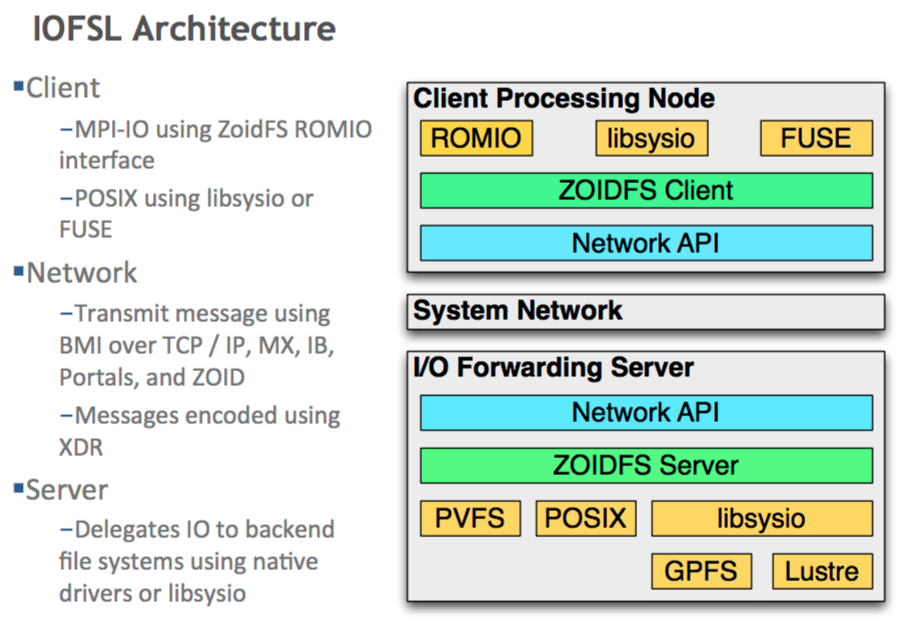 IOFSL Architecture
▪Client
–MPI-IO using ZoidFS ROMIO
interface
–POSIX using libsysio or
FUSE
▪Network
–Transmit message using
BMI over TCP / IP, MX, IB,
Portals, and ZOID
–Messages encoded using
XDR
▪Server
–Delegates IO to backend
file systems using native
drivers or libsysio
Client Processing Node
ROMIO libsysio FUSE
ZOIDFS Client
Network API
System Network
I/O Forwarding Server
Network API
ZOIDFS Server
PVFS POSIX libsysio
GPFS Lustre